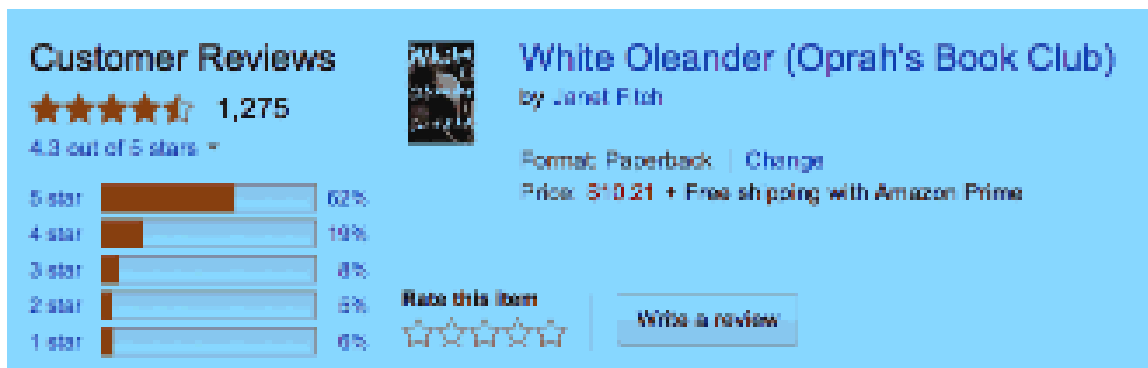 Customer Reviews
1,275
4.3 out of 5 stars
5 star 62%
4 star 19%
3 star 8%
2 star 5%
1 star 6%
White Oleander (Oprah's Book Club)
by Janet Fitch
Format: Paperback | Change
Price: $10.21 + Free shipping with Amazon Prime
Rate this item
Write a review